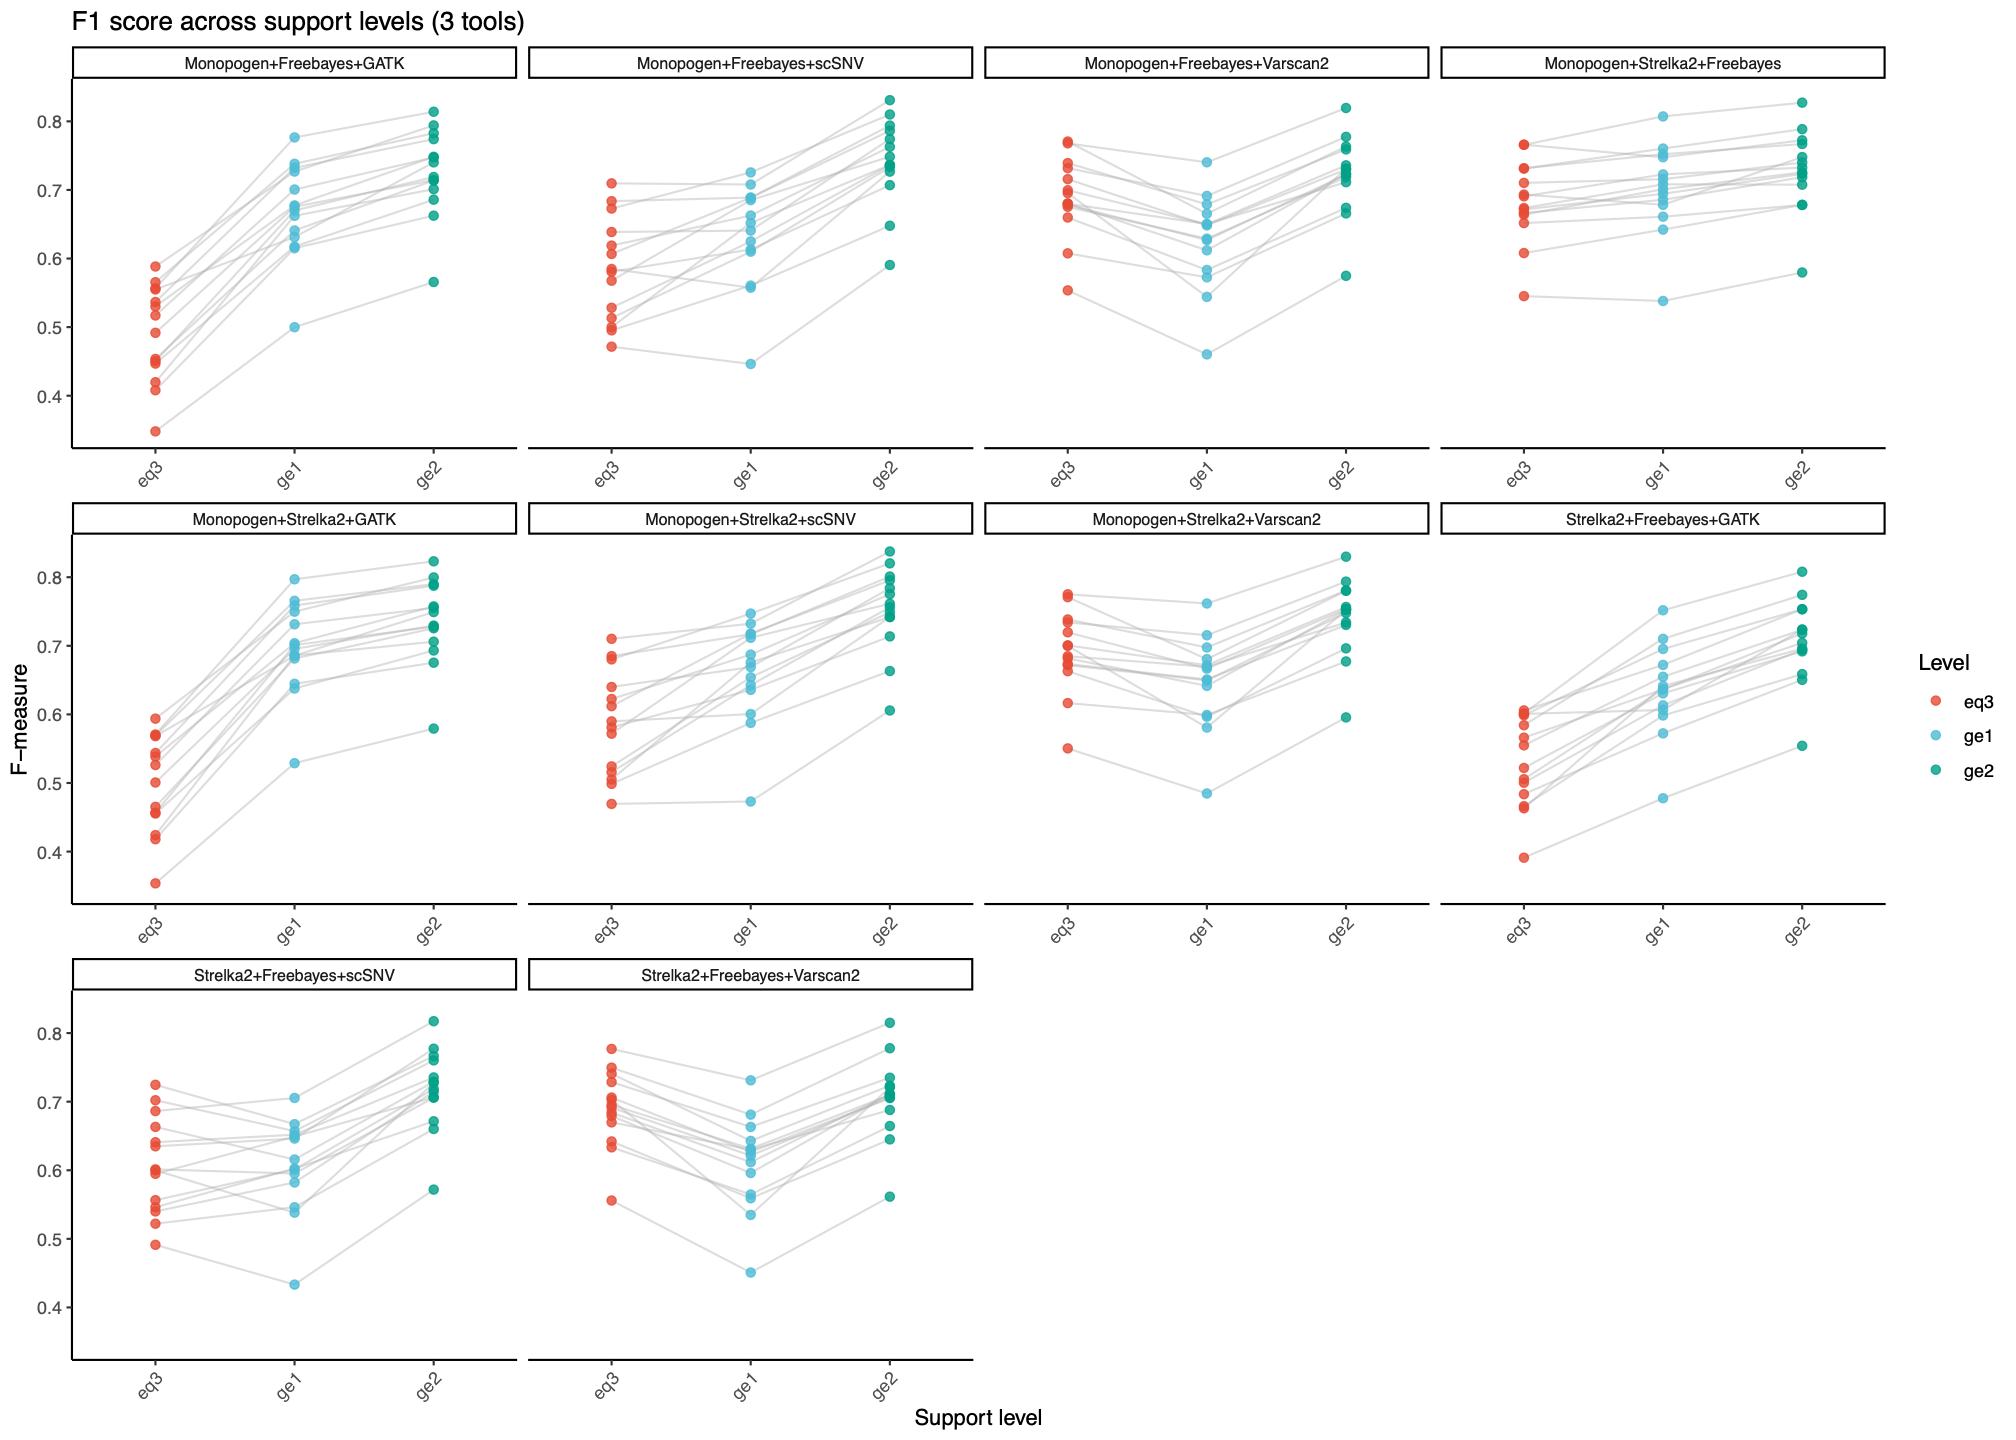 F1 score across support levels (3 tools)
Monopogen+Freebayes+GATK
Monopogen+Freebayes+scSNV
Monopogen+Freebayes+Varscan2
Monopogen+Strelka2+Freebayes
0.8
0.7
0.6
0.5
0.4
eq3
ge1
ge2
eq3
ge1
ge2
eq3
ge1
ge2
eq3
ge1
ge2
Monopogen+Strelka2+GATK
Monopogen+Strelka2+scSNV
Monopogen+Strelka2+Varscan2
Strelka2+Freebayes+GATK
0.8
0.7
0.6
0.5
0.4
F−measure
eq3
ge1
ge2
eq3
ge1
ge2
eq3
ge1
ge2
eq3
ge1
ge2
Level
eq3
ge1
ge2
Strelka2+Freebayes+scSNV
Strelka2+Freebayes+Varscan2
0.8
0.7
0.6
0.5
0.4
eq3
ge1
ge2
eq3
ge1
ge2
Support level